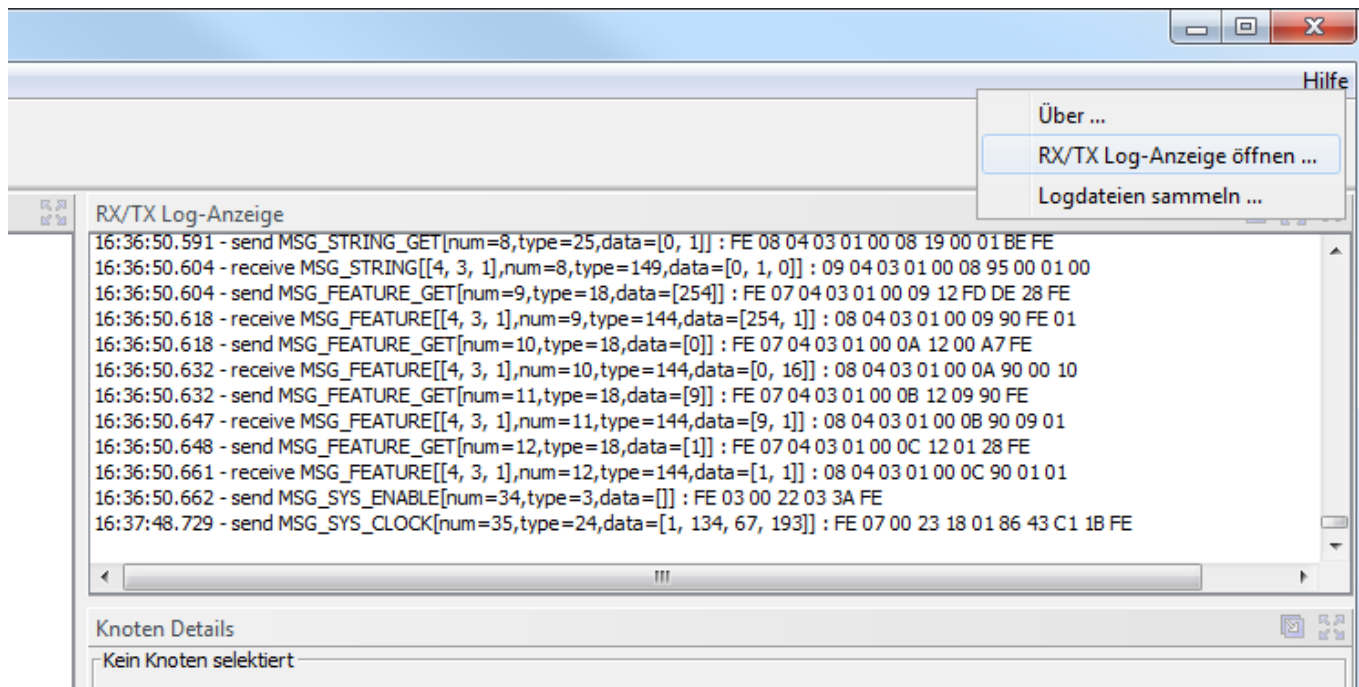 Hilfe
Über ...
RX/TX Log-Anzeige öffnen ...
Logdateien sammeln ...
RX/TX Log-Anzeige
16:36:50.591 - send MSG_STRING_GET[num=8,type=25,data=[0, 1]] : FE 08 04 03 01 00 08 19 00 01 BE FE
16:36:50.604 - receive MSG_STRING[[4, 3, 1],num=8,type=149,data=[0, 1, 0]] : 09 04 03 01 00 08 95 00 01 00
16:36:50.604 - send MSG_FEATURE_GET[num=9,type=18,data=[254]] : FE 07 04 03 01 00 09 12 FD DE 28 FE
16:36:50.618 - receive MSG_FEATURE[[4, 3, 1],num=9,type=144,data=[254, 1]] : 08 04 03 01 00 09 90 FE 01
16:36:50.618 - send MSG_FEATURE_GET[num=10,type=18,data=[0]] : FE 07 04 03 01 00 0A 12 00 A7 FE
16:36:50.632 - receive MSG_FEATURE[[4, 3, 1],num=10,type=144,data=[0, 16]] : 08 04 03 01 00 0A 90 00 10
16:36:50.632 - send MSG_FEATURE_GET[num=11,type=18,data=[9]] : FE 07 04 03 01 00 0B 12 09 90 FE
16:36:50.647 - receive MSG_FEATURE[[4, 3, 1],num=11,type=144,data=[9, 1]] : 08 04 03 01 00 0B 90 09 01
16:36:50.648 - send MSG_FEATURE_GET[num=12,type=18,data=[1]] : FE 07 04 03 01 00 0C 12 01 28 FE
16:36:50.661 - receive MSG_FEATURE[[4, 3, 1],num=12,type=144,data=[1, 1]] : 08 04 03 01 00 0C 90 01 01
16:36:50.662 - send MSG_SYS_ENABLE[num=34,type=3,data=[]] : FE 03 00 22 03 3A FE
16:37:48.729 - send MSG_SYS_CLOCK[num=35,type=24,data=[1, 134, 67, 193]] : FE 07 00 23 18 01 86 43 C1 1B FE
Knoten Details
Kein Knoten selektiert